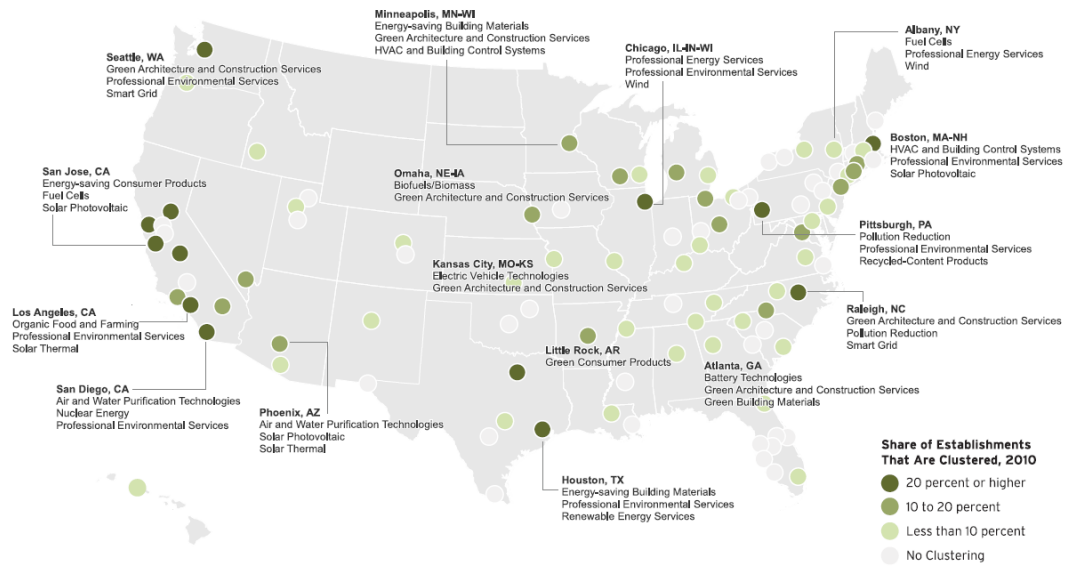 Minneapolis, MN-WI
Energy-saving Building Materials
Green Architecture and Construction Services
HVAC and Building Control Systems
Chicago, IL-IN-WI
Professional Energy Services
Professional Environmental Services
Wind
Albany, NY
Fuel Cells
Professional Energy Services
Wind
Seattle, WA
Green Architecture and Construction Services
Professional Environmental Services
Smart Grid
Boston, MA-NH
HVAC and Building Control Systems
Professional Environmental Services
Solar Photovoltaic
San Jose, CA
Energy-saving Consumer Products
Fuel Cells
Solar Photovoltaic
Omaha, NE-IA
Biofuels/Biomass
Green Architecture and Construction Services
Pittsburgh, PA
Pollution Reduction
Professional Environmental Services
Recycled-Content Products
Kansas City, MO-KS
Electric Vehicle Technologies
Green Architecture and Construction Services
Los Angeles, CA
Organic Food and Farming
Professional Environmental Services
Solar Thermal
Raleigh, NC
Green Architecture and Construction Services
Pollution Reduction
Smart Grid
Little Rock, AR
Green Consumer Products
Atlanta, GA
Battery Technologies
Green Architecture and Construction Services
Green Building Materials
San Diego, CA
Air and Water Purification Technologies
Nuclear Energy
Professional Environmental Services
Phoenix, AZ
Air and Water Purification Technologies
Solar Photovoltaic
Solar Thermal
Houston, TX
Energy-saving Building Materials
Professional Environmental Services
Renewable Energy Services
Share of Establishments
That Are Clustered, 2010
20 percent or higher
10 to 20 percent
Less than 10 percent
No Clustering